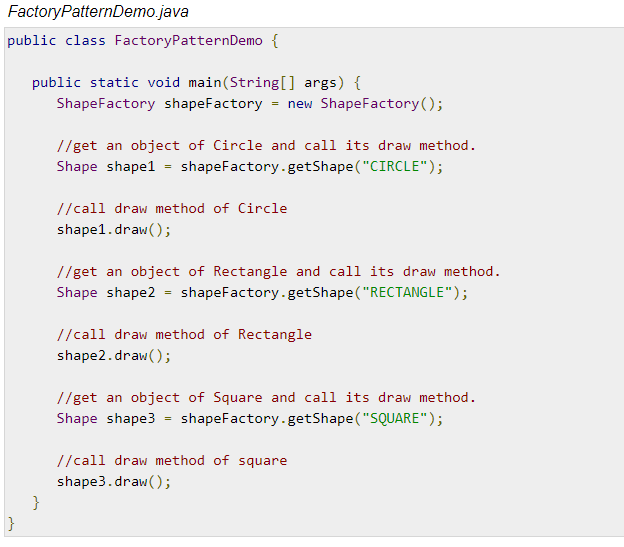 FactoryPatternDemo.java
public class FactoryPatternDemo {
public static void main(String[] args) {
ShapeFactory shapeFactory = new ShapeFactory();
//get an object of Circle and call its draw method.
Shape shape1 = shapeFactory.getShape("CIRCLE");
//call draw method of Circle
shape1.draw();
//get an object of Rectangle and call its draw method.
Shape shape2 = shapeFactory.getShape("RECTANGLE");
//call draw method of Rectangle
shape2.draw();
//get an object of Square and call its draw method.
Shape shape3 = shapeFactory.getShape("SQUARE");
//call draw method of square
shape3.draw();
}
}